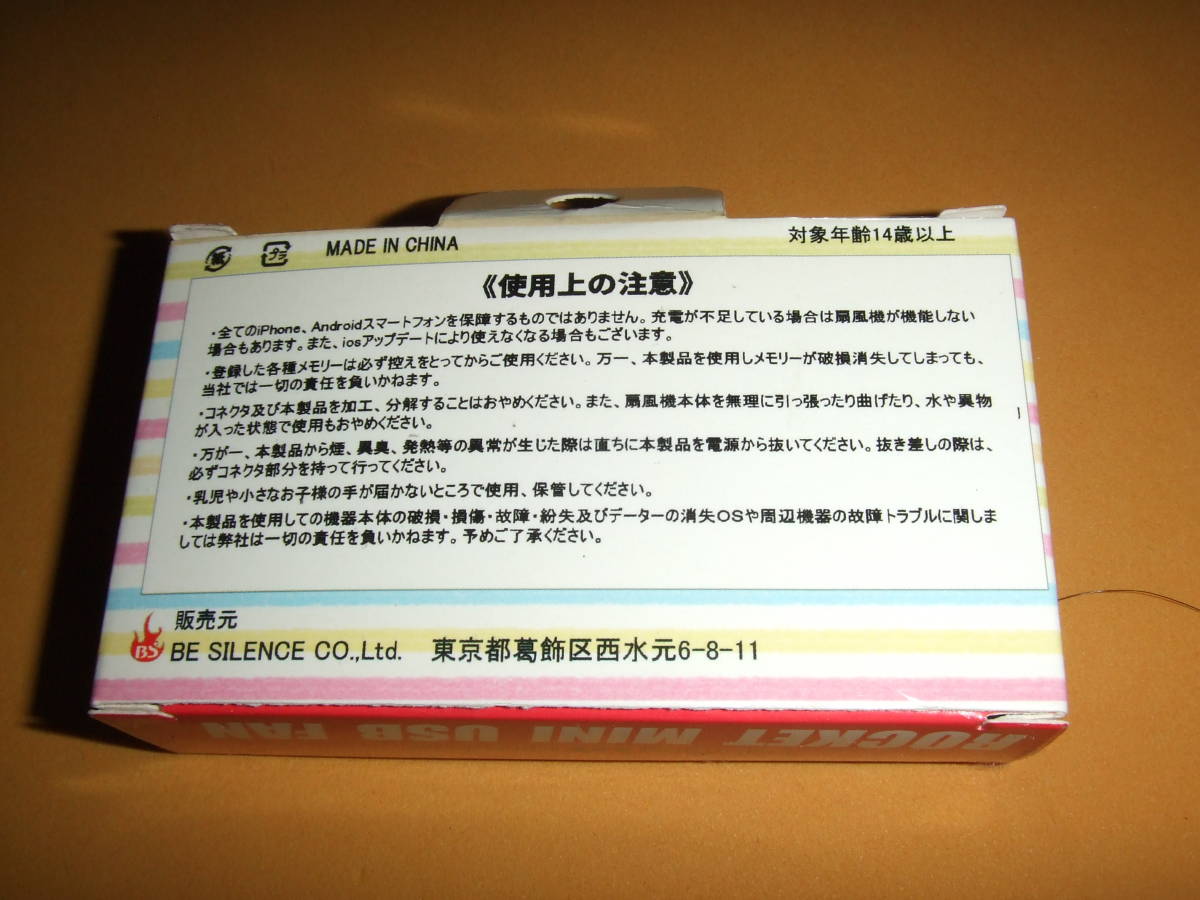 紙 プラ MADE IN CHINA 対象年齢14歳以上
《使用上の注意》
・全てのiPhone、Androidスマートフォンを保障するものではありません。充電が不足している場合は扇風機が機能しない
場合もあります。また、iosアップデートにより使えなくなる場合もございます。
・登録した各種メモリーは必ず控えをとってからご使用ください。万一、本製品を使用しメモリーが破損消失してしまっても、
当社では一切の責任を負いかねます。
・コネクタ及び本製品を加工、分解することはおやめください。また、扇風機本体を無理に引っ張ったり曲げたり、水や異物
が入った状態で使用もおやめください。
・万が一、本製品から煙、異臭、発熱等の異常が生じた際は直ちに本製品を電源から抜いてください。抜き差しの際は、
必ずコネクタ部分を持って行ってください。
・乳児や小さなお子様の手が届かないところで使用、保管してください。
・本製品を使用しての機器本体の破損・損傷・故障・紛失及びデーターの消失OSや周辺機器の故障トラブルに関しま
しては弊社は一切の責任を負いかねます。予めご了承ください。
販売元
BS BE SILENCE CO.,Ltd. 東京都葛飾区西水元6-8-11
ROCKET MINI USB FAN